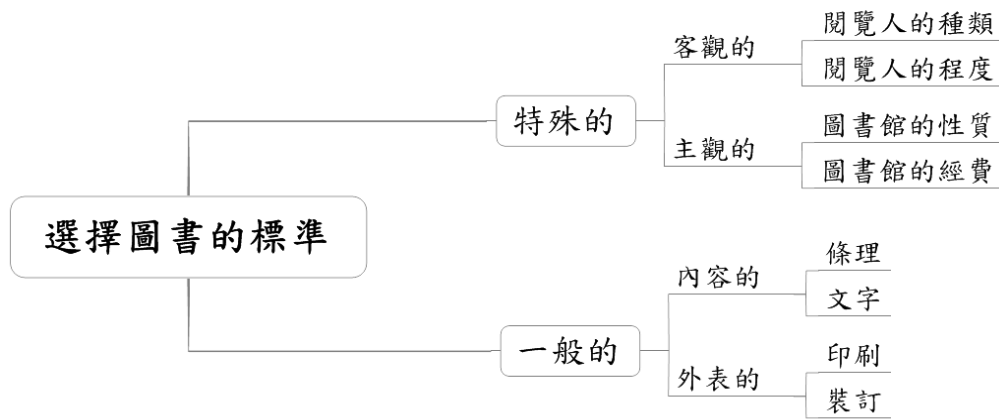 選擇圖書的標準
特殊的
客觀的
閱覽人的種類
閱覽人的程度
主觀的
圖書館的性質
圖書館的經費
一般的
內容的
條理
文字
外表的
印刷
裝訂